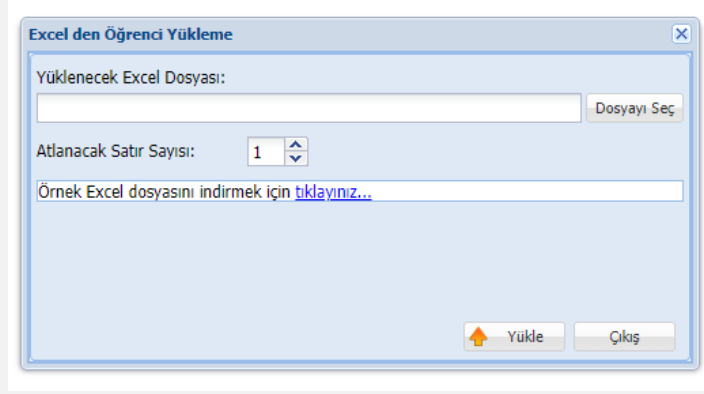 Excel den Öğrenci Yükleme
Yüklenecek Excel Dosyası:
Dosyayı Seç
Atlanacak Satır Sayısı: 1
Örnek Excel dosyasını indirmek için tıklayınız...
Yükle Çıkış